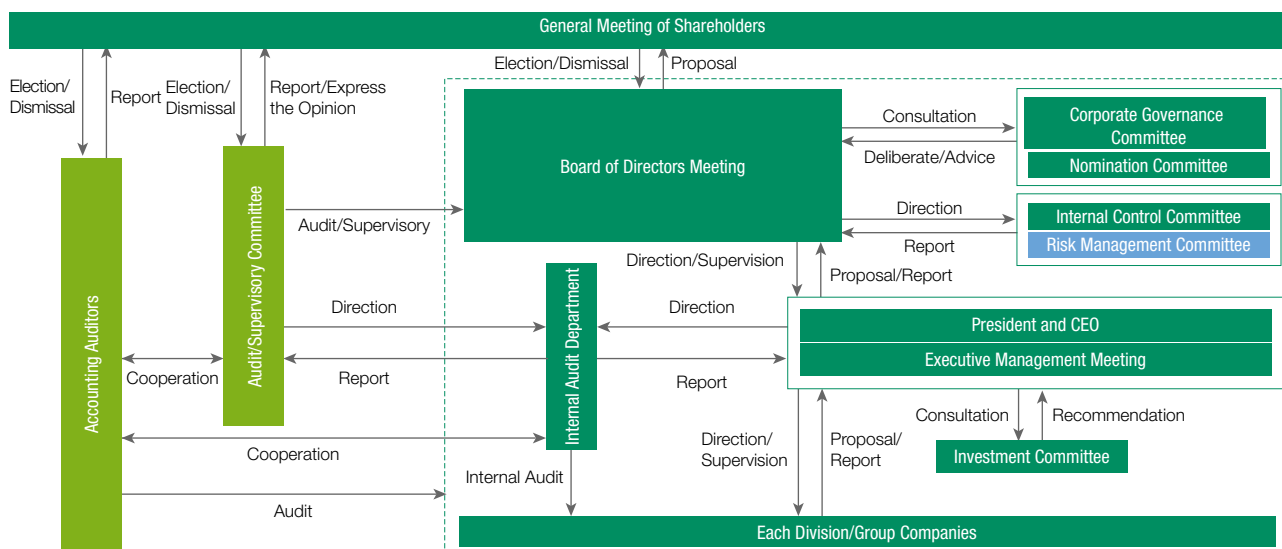 General Meeting of Shareholders
Election/
Dismissal
Report
Election/
Dismissal
Report/Express
the Opinion
Election/Dismissal
Proposal
Board of Directors Meeting
Consultation
Deliberate/Advice
Corporate Governance
Committee
Nomination Committee
Direction
Report
Internal Control Committee
Risk Management Committee
Accounting Auditors
Audit/Supervisory Committee
Audit/Supervisory
Direction/Supervision
Proposal/Report
Internal Audit Department
Direction
Direction
President and CEO
Executive Management Meeting
Cooperation
Report
Report
Consultation
Recommendation
Investment Committee
Cooperation
Direction/
Supervision
Proposal/
Report
Internal Audit
Audit
Each Division/Group Companies